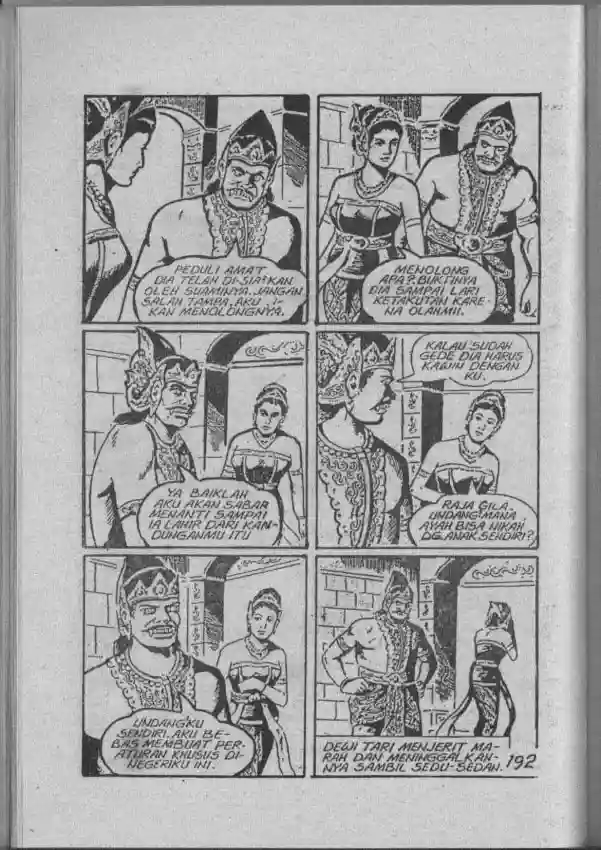 PEDULI AMAT
DIA TELAH DI-SIA²KAN
OLEH SUAMINYA. JANGAN
SALAH TAMPA. AKU
KAN MENOLONGNYA.
MENOLONG
APA? BUKTINYA
DIA SAMPAI LARI
KETAKUTAN KARE-
NA OLAHMU.
YA BAIKLAH
AKU AKAN SABAR
MENANTI SAMPAI
IA LAHIR DARI KAN-
DUNGANMU ITU
KALAU SUDAH
GEDE DIA HARUS
KAWIN DENGAN
KU.
RAJA GILA.
UNDANG² MANA
AYAH BISA NIKAH
DG. ANAK SENDIRI?
UNDANG²KU
SENDIRI. AKU BE-
BAS MEMBUAT PER-
ATURAN KHUSUS DI-
NEGERIKU INI.
DEWI TARI MENJERIT MA-
RAH DAN MENINGGALKAN-
NYA SAMBIL SEDU-SEDAN.
192